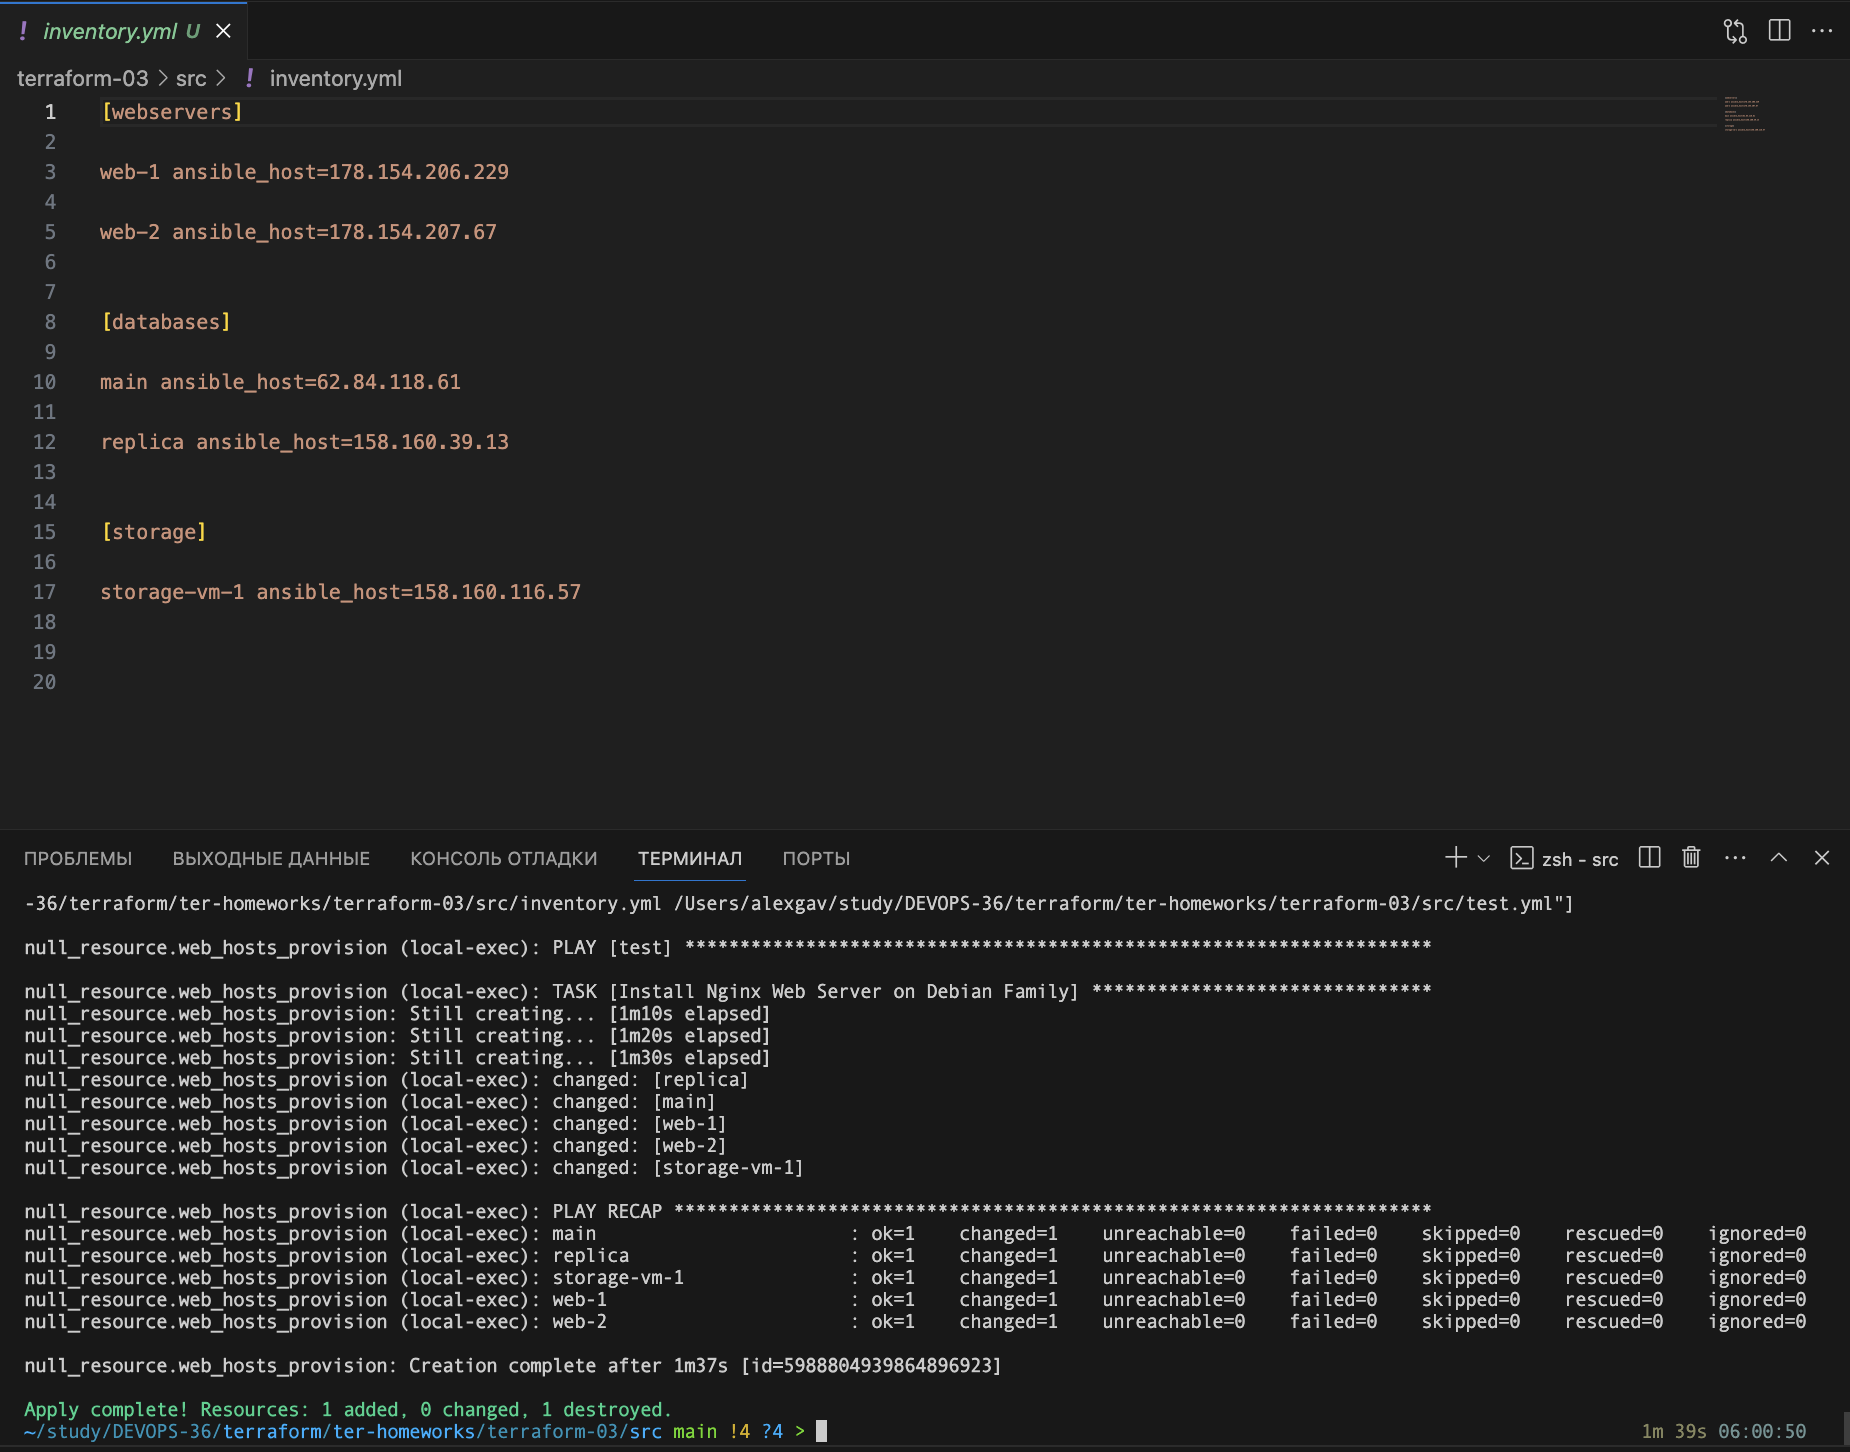 ! inventory.yml U
terraform-03 > src > ! inventory.yml
1 [webservers]
2
3 web-1 ansible_host=178.154.206.229
4
5 web-2 ansible_host=178.154.207.67
6
7
8 [databases]
9
10 main ansible_host=62.84.118.61
11
12 replica ansible_host=158.160.39.13
13
14
15 [storage]
16
17 storage-vm-1 ansible_host=158.160.116.57
18
19
20
ПРОБЛЕМЫ ВЫХОДНЫЕ ДАННЫЕ КОНСОЛЬ ОТЛАДКИ ТЕРМИНАЛ ПОРТЫ zsh - src
-36/terraform/ter-homeworks/terraform-03/src/inventory.yml /Users/alexgav/study/DEVOPS-36/terraform/ter-homeworks/terraform-03/src/test.yml"]
null_resource.web_hosts_provision (local-exec): PLAY [test] ********************************************************************
null_resource.web_hosts_provision (local-exec): TASK [Install Nginx Web Server on Debian Family] *******************************
null_resource.web_hosts_provision: Still creating... [1m10s elapsed]
null_resource.web_hosts_provision: Still creating... [1m20s elapsed]
null_resource.web_hosts_provision: Still creating... [1m30s elapsed]
null_resource.web_hosts_provision (local-exec): changed: [replica]
null_resource.web_hosts_provision (local-exec): changed: [main]
null_resource.web_hosts_provision (local-exec): changed: [web-1]
null_resource.web_hosts_provision (local-exec): changed: [web-2]
null_resource.web_hosts_provision (local-exec): changed: [storage-vm-1]
null_resource.web_hosts_provision (local-exec): PLAY RECAP *********************************************************************
null_resource.web_hosts_provision (local-exec): main : ok=1 changed=1 unreachable=0 failed=0 skipped=0 rescued=0 ignored=0
null_resource.web_hosts_provision (local-exec): replica : ok=1 changed=1 unreachable=0 failed=0 skipped=0 rescued=0 ignored=0
null_resource.web_hosts_provision (local-exec): storage-vm-1 : ok=1 changed=1 unreachable=0 failed=0 skipped=0 rescued=0 ignored=0
null_resource.web_hosts_provision (local-exec): web-1 : ok=1 changed=1 unreachable=0 failed=0 skipped=0 rescued=0 ignored=0
null_resource.web_hosts_provision (local-exec): web-2 : ok=1 changed=1 unreachable=0 failed=0 skipped=0 rescued=0 ignored=0
null_resource.web_hosts_provision: Creation complete after 1m37s [id=5988804939864896923]
Apply complete! Resources: 1 added, 0 changed, 1 destroyed.
~/study/DEVOPS-36/terraform/ter-homeworks/terraform-03/src main !4 ?4 > 1m 39s 06:00:50